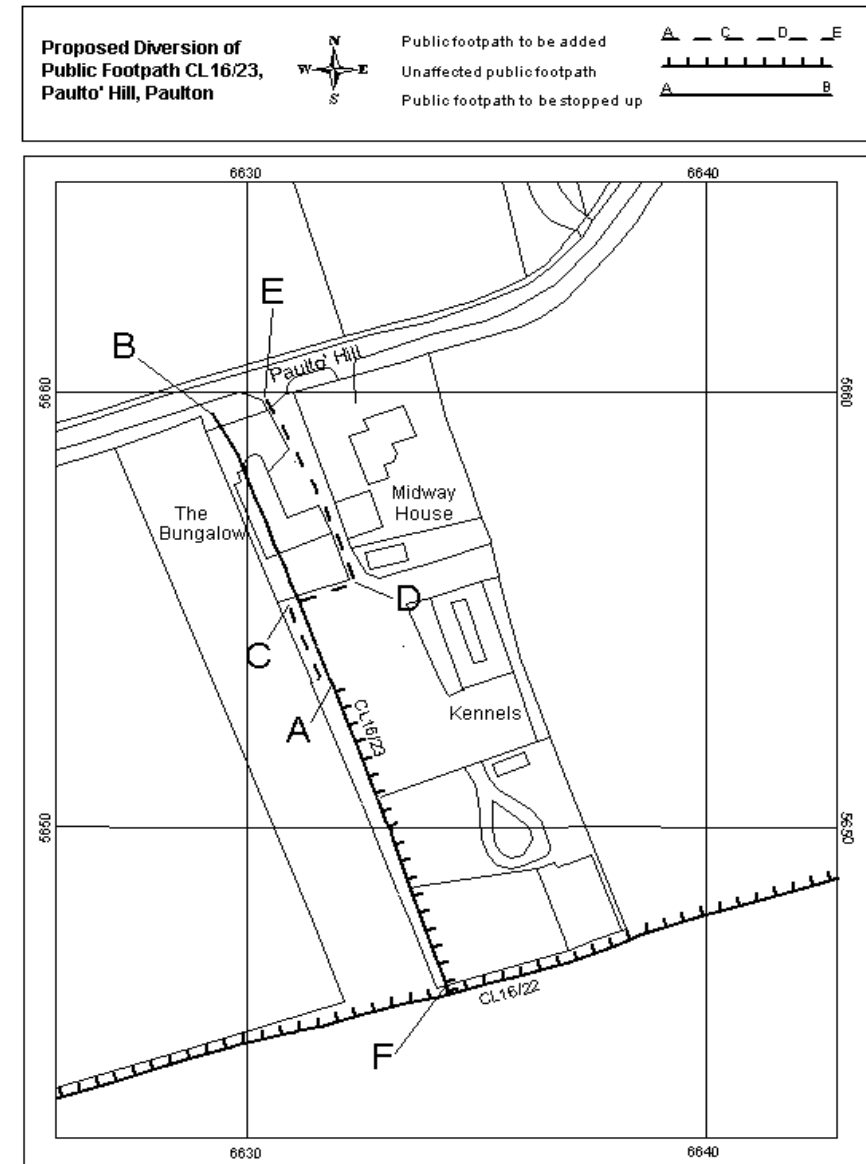 Proposed Diversion of
Public Footpath CL16/23,
Paulto' Hill, Paulton
N
W E
S
Public footpath to be added
A C D E
Unaffected public footpath
Public footpath to be stopped up
A B
6630 6640
E
B
Paulto' Hill
5660 5660
Midway
House
The
Bungalow
D
C
A
CL16/23
Kennels
5650 5650
CL16/22
F
6630 6640